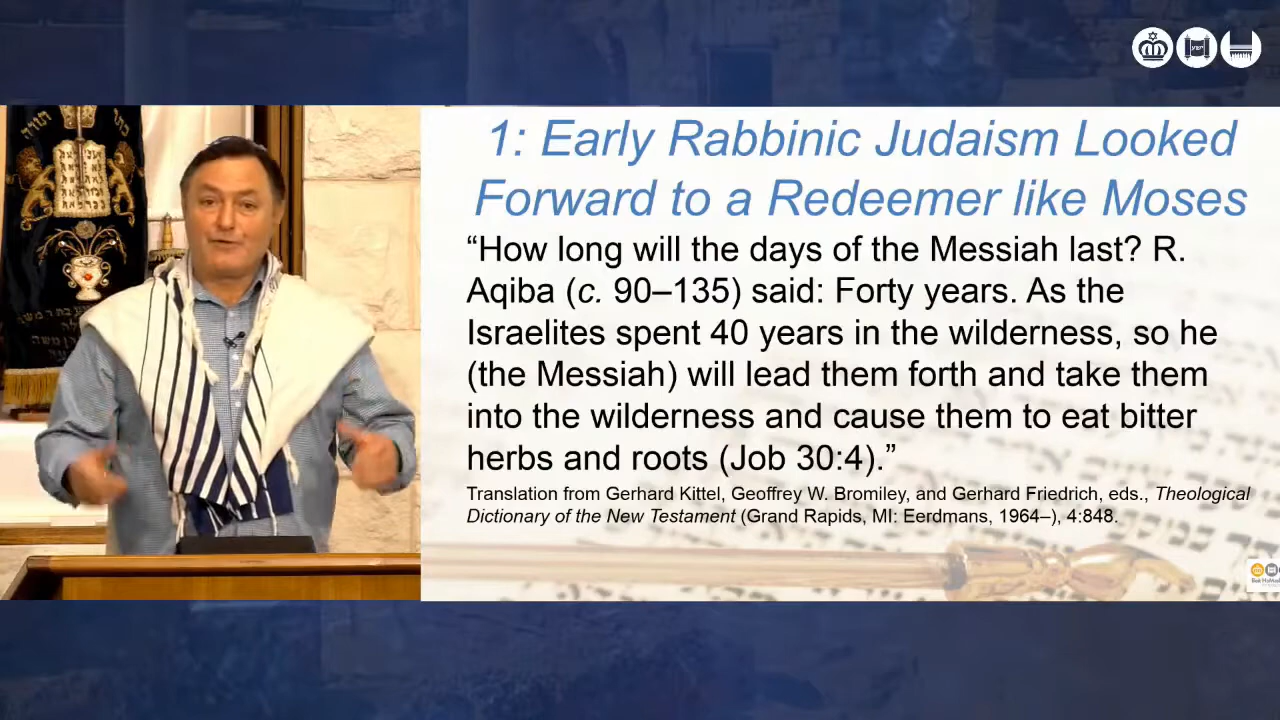 1: Early Rabbinic Judaism Looked
Forward to a Redeemer like Moses
“How long will the days of the Messiah last? R.
Aqiba (c. 90–135) said: Forty years. As the
Israelites spent 40 years in the wilderness, so he
(the Messiah) will lead them forth and take them
into the wilderness and cause them to eat bitter
herbs and roots (Job 30:4).”
Translation from Gerhard Kittel, Geoffrey W. Bromiley, and Gerhard Friedrich, eds., Theological
Dictionary of the New Testament (Grand Rapids, MI: Eerdmans, 1964–), 4:848.